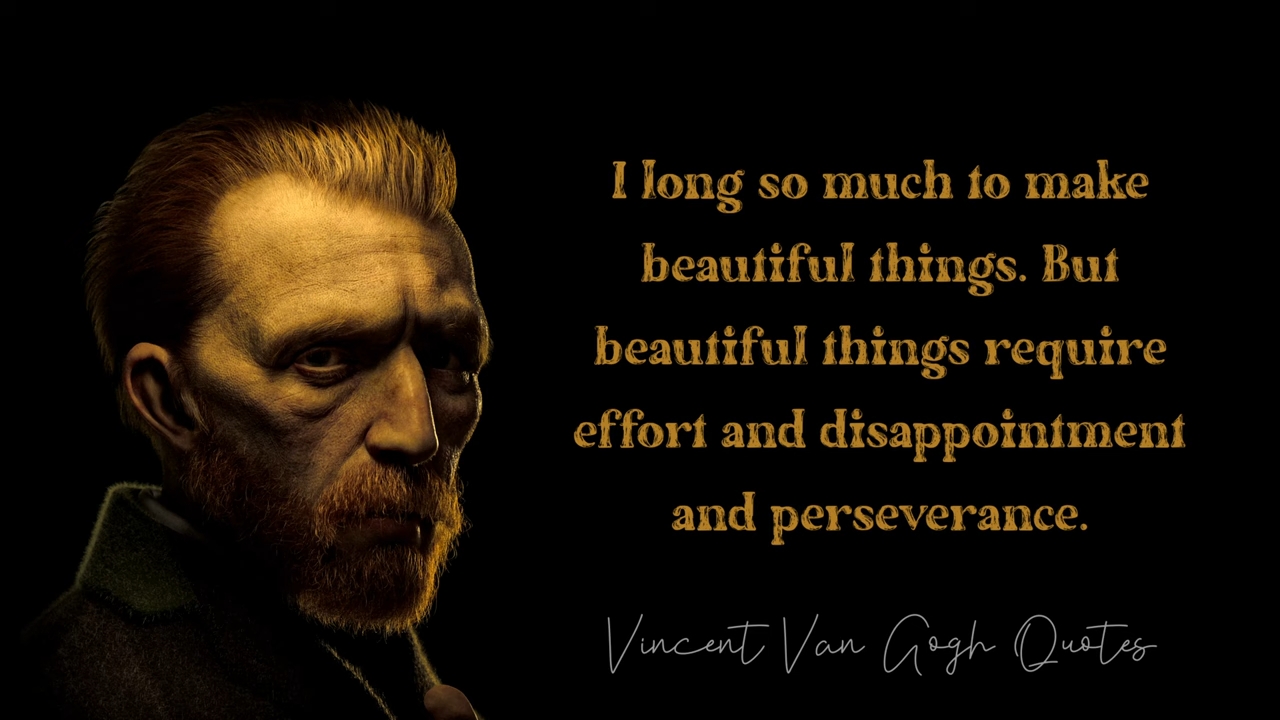 I long so much to make
beautiful things. But
beautiful things require
effort and disappointment
and perseverance.
Vincent Van Gogh Quotes